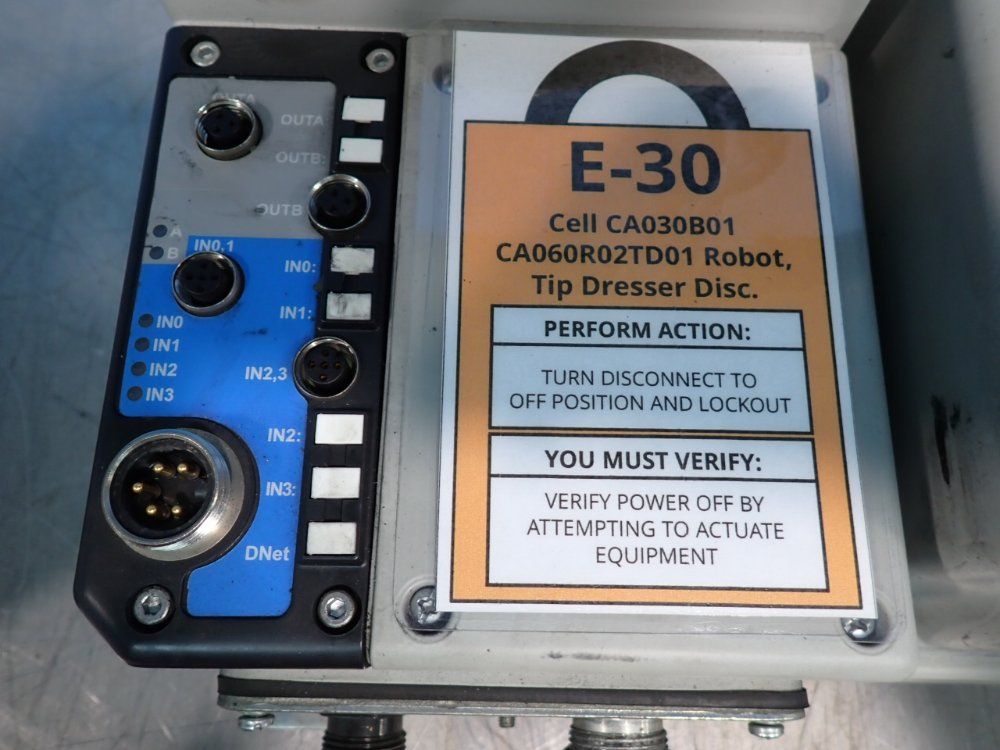 OUTA
OUTA
OUTB:
OUTB
A
B
IN0,1
IN0:
IN1:
IN0
IN1
IN2
IN3
IN2,3
IN2:
IN3:
DNet
E-30
Cell CA030B01
CA060R02TD01 Robot,
Tip Dresser Disc.
PERFORM ACTION:
TURN DISCONNECT TO
OFF POSITION AND LOCKOUT
YOU MUST VERIFY:
VERIFY POWER OFF BY
ATTEMPTING TO ACTUATE
EQUIPMENT